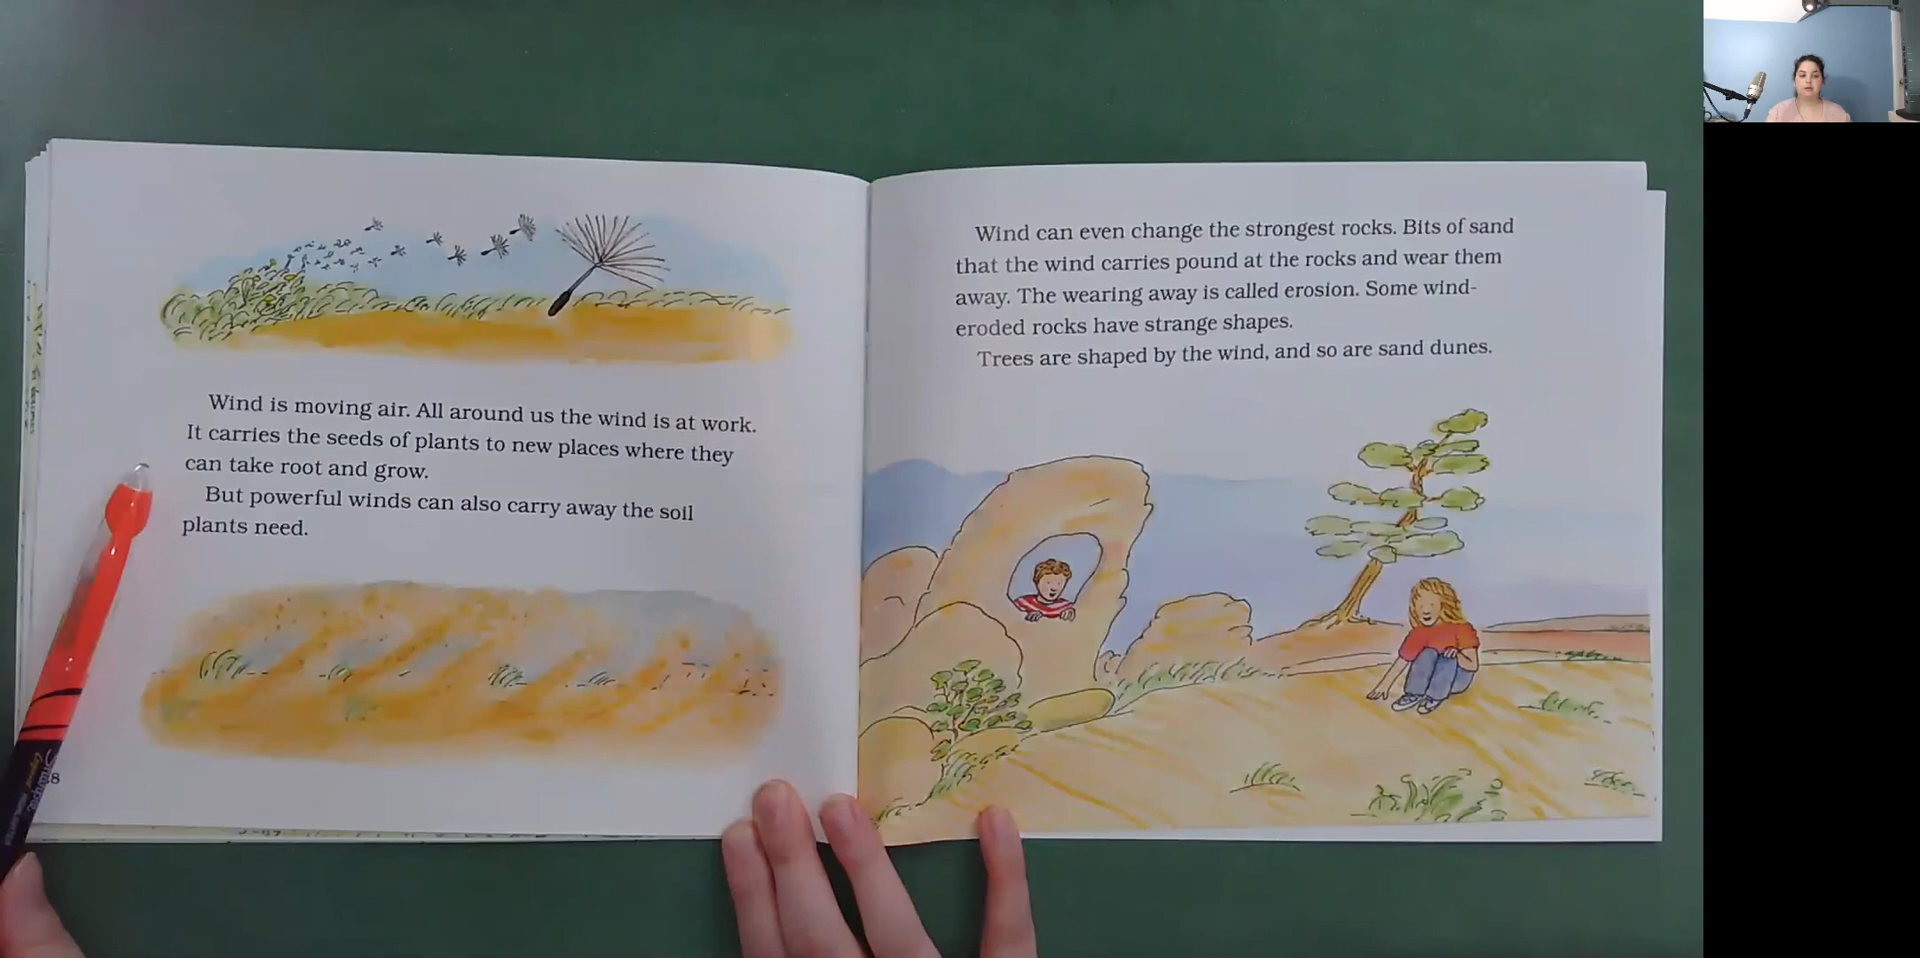 Wind is moving air. All around us the wind is at work.
It carries the seeds of plants to new places where they
can take root and grow.
But powerful winds can also carry away the soil
plants need.
8
Wind can even change the strongest rocks. Bits of sand
that the wind carries pound at the rocks and wear them
away. The wearing away is called erosion. Some wind-
eroded rocks have strange shapes.
Trees are shaped by the wind, and so are sand dunes.